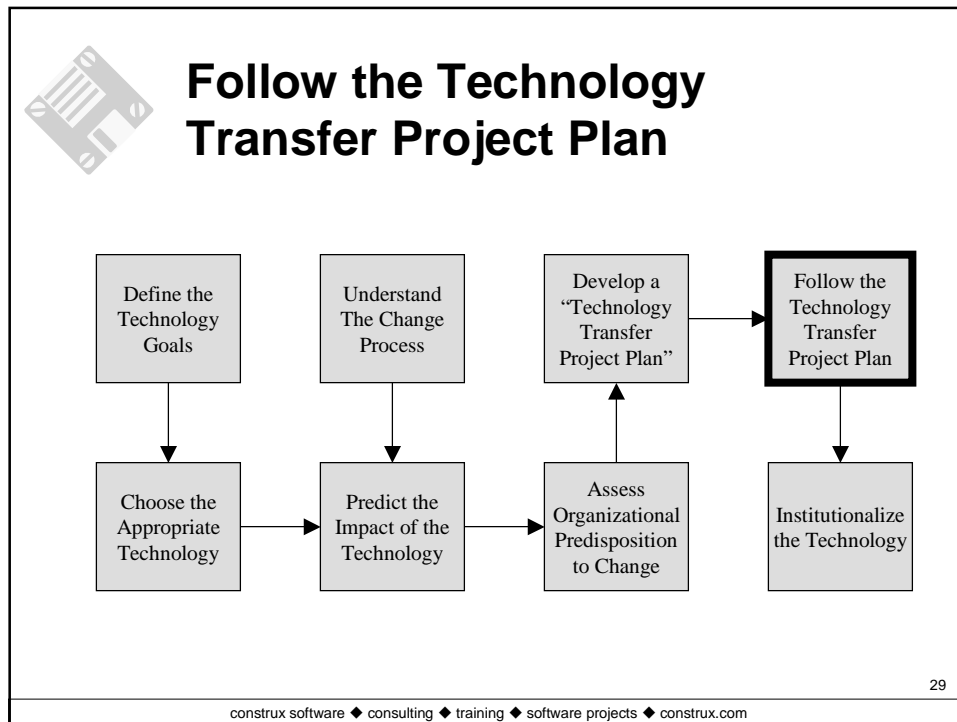 Follow the Technology
Transfer Project Plan
Define the
Technology
Goals
Understand
The Change
Process
Develop a
“Technology
Transfer
Project Plan”
Follow the
Technology
Transfer
Project Plan
Choose the
Appropriate
Technology
Predict the
Impact of the
Technology
Assess
Organizational
Predisposition
to Change
Institutionalize
the Technology
29
construx software ◆ consulting ◆ training ◆ software projects ◆ construx.com